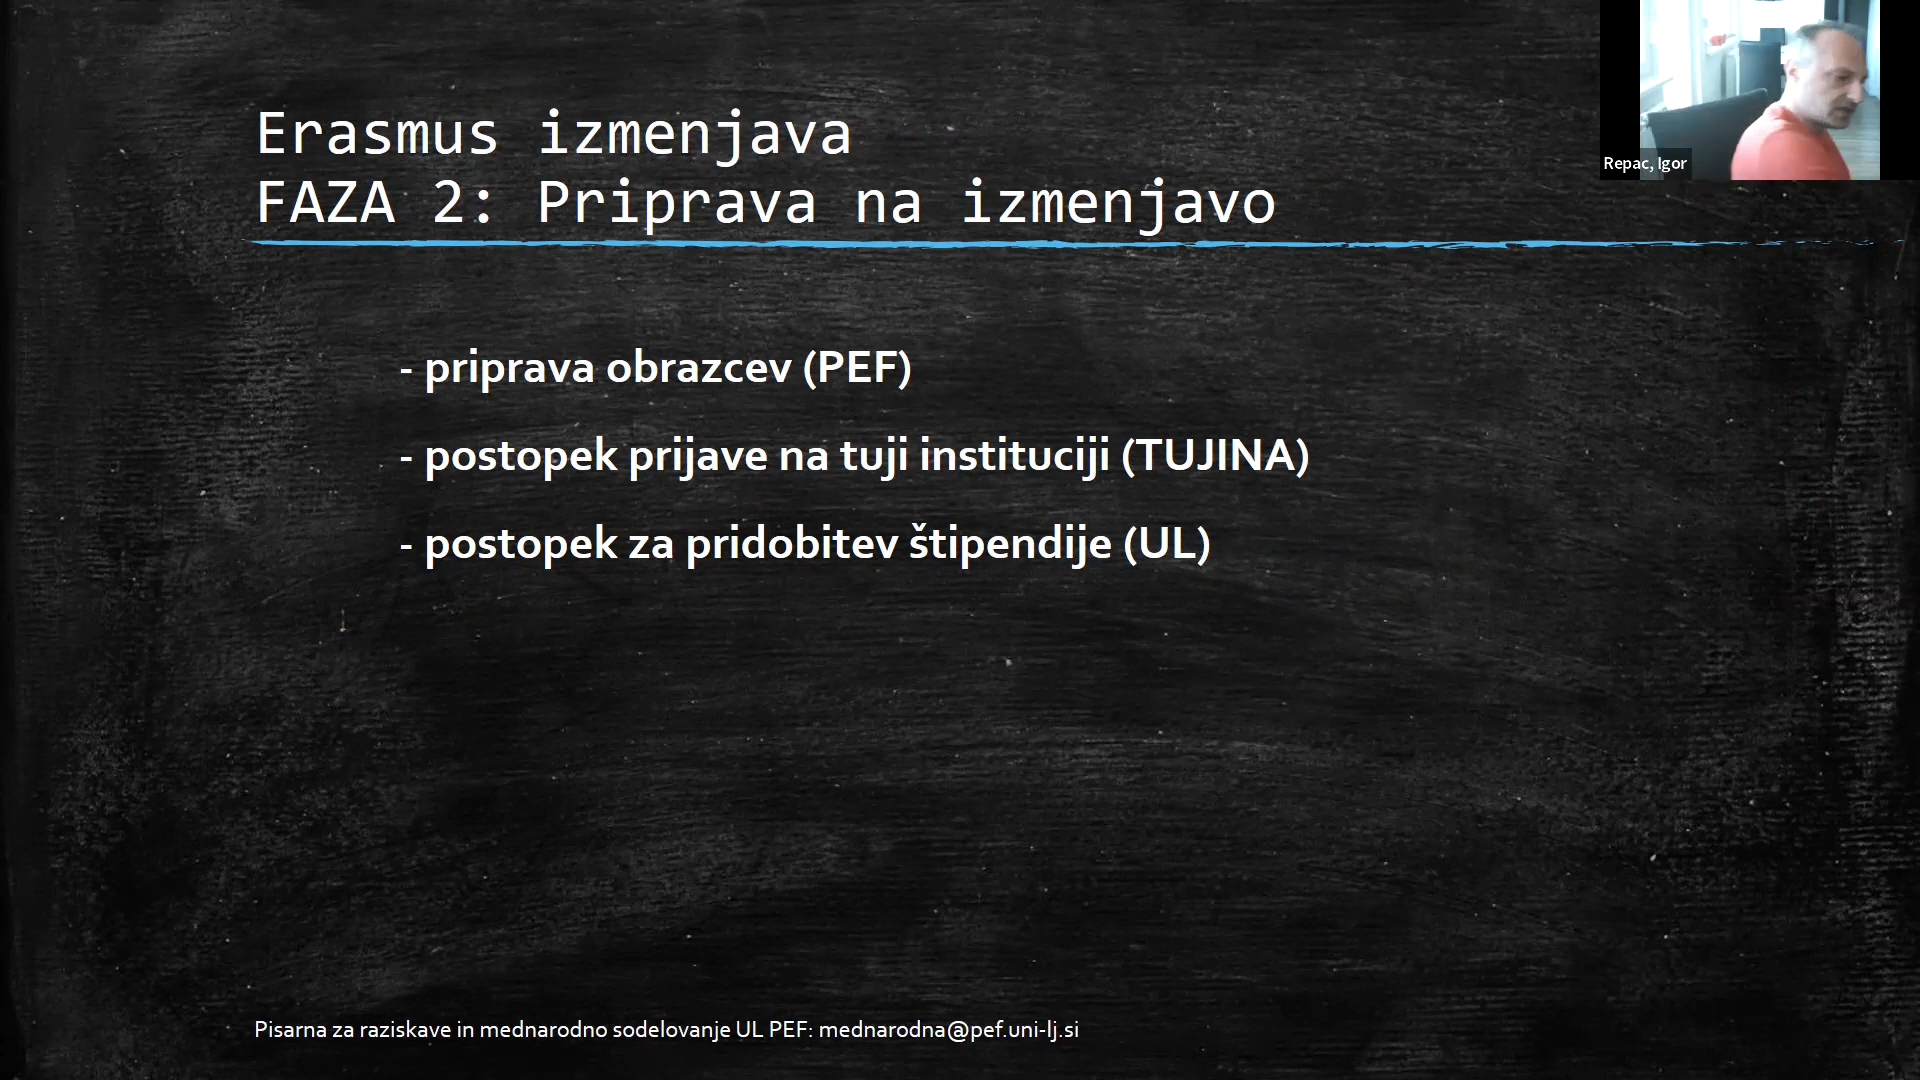 Erasmus izmenjava
FAZA 2: Priprava na izmenjavo
Repac, Igor
- priprava obrazcev (PEF)
- postopek prijave na tuji instituciji (TUJINA)
- postopek za pridobitev štipendije (UL)
Pisarna za raziskave in mednarodno sodelovanje UL PEF: mednarodna@pef.uni-lj.si